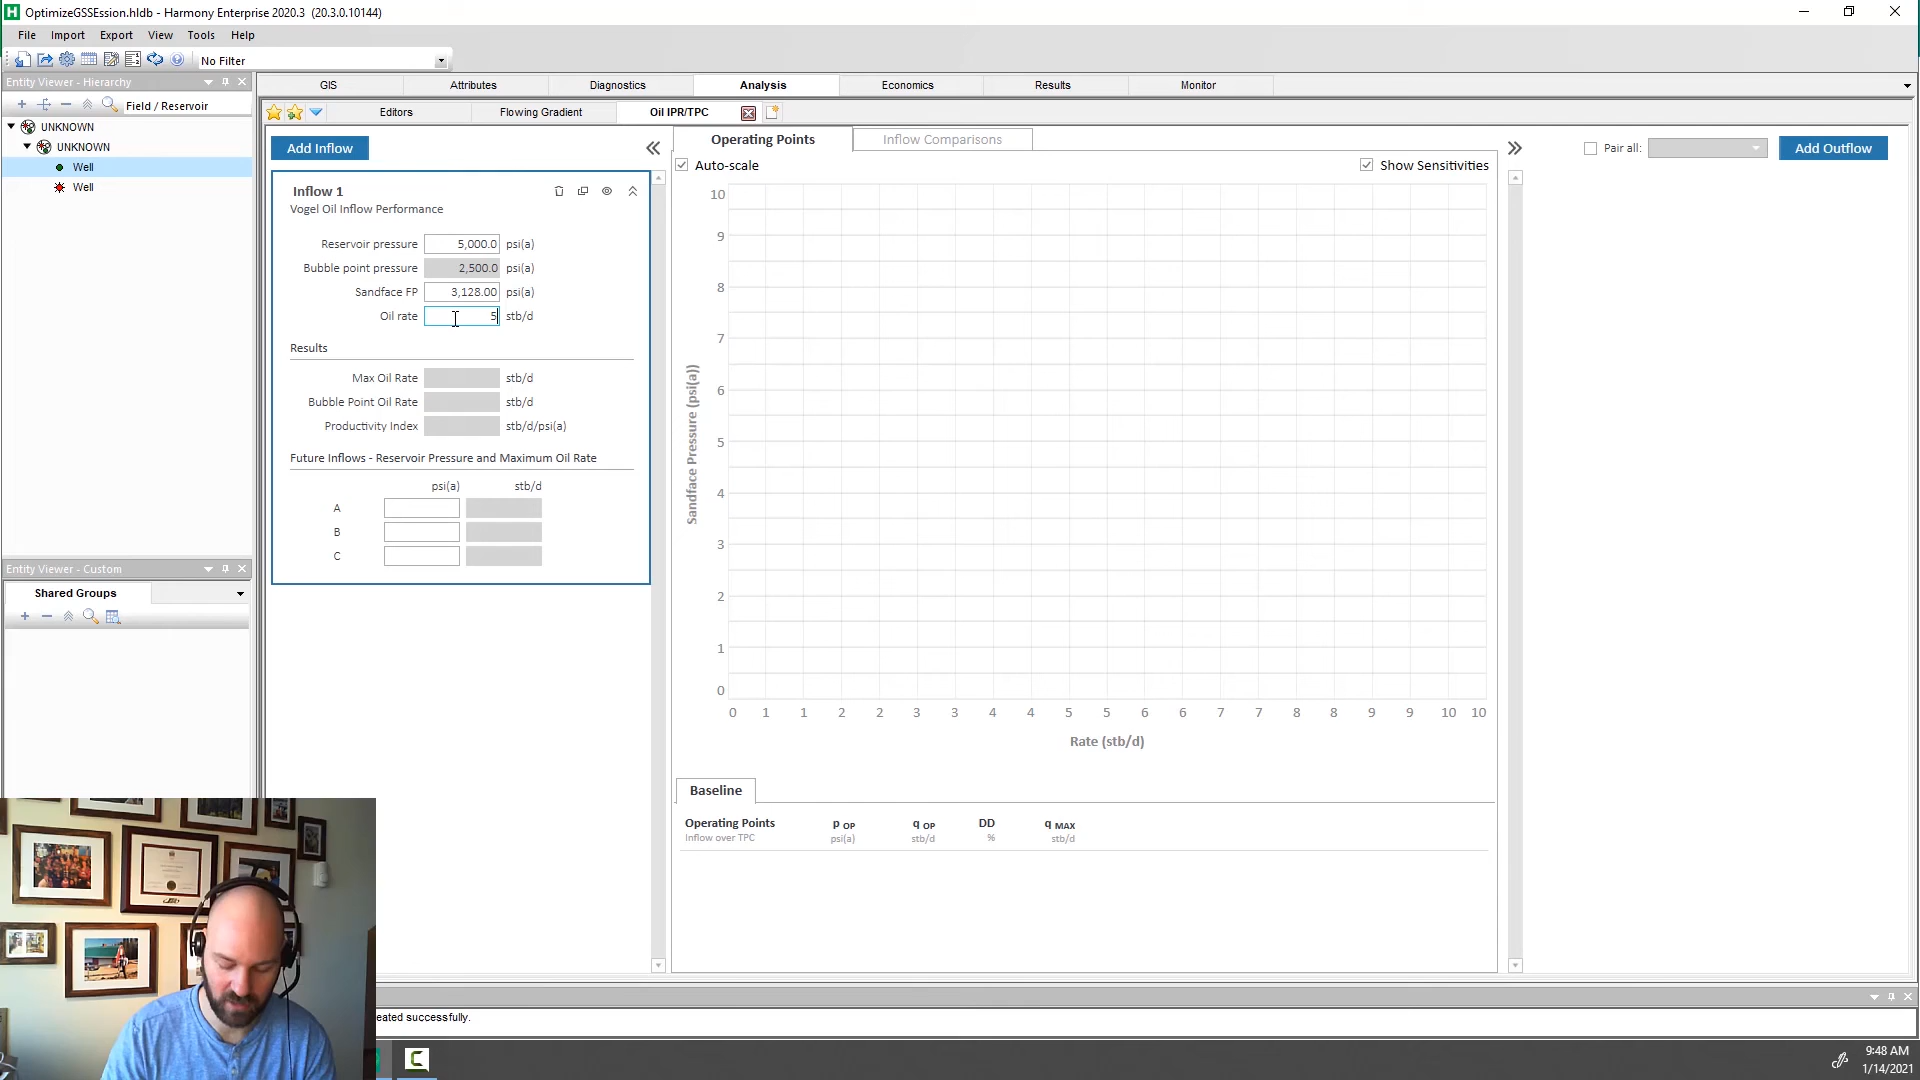 OptimizeGSSEssion.hldb - Harmony Enterprise 2020.3 (20.3.0.10144)
File Import Export View Tools Help
No Filter
Entity Viewer - Hierarchy
Field / Reservoir
UNKNOWN
UNKNOWN
Well
Well
Entity Viewer - Custom
Shared Groups
GIS Attributes Diagnostics Analysis Economics Results Monitor
Editors Flowing Gradient Oil IPR/TPC
Add Inflow
Inflow 1
Vogel Oil Inflow Performance
Reservoir pressure 5,000.0 psi(a)
Bubble point pressure 2,500.0 psi(a)
Sandface FP 3,128.00 psi(a)
Oil rate 5 stb/d
Results
Max Oil Rate stb/d
Bubble Point Oil Rate stb/d
Productivity Index stb/d/psi(a)
Future Inflows - Reservoir Pressure and Maximum Oil Rate
psi(a) stb/d
A
B
C
Operating Points Inflow Comparisons
Auto-scale Show Sensitivities
10
9
8
7
6
5
4
3
2
1
0
Sandface Pressure (psi(a))
0 1 1 2 2 3 3 4 4 5 5 6 6 7 7 8 8 9 9 10 10
Rate (stb/d)
Baseline
Operating Points p OP q OP DD q MAX
Inflow over TPC psi(a) stb/d % stb/d
Pair all: Add Outflow
eated successfully.
9:48 AM
1/14/2021